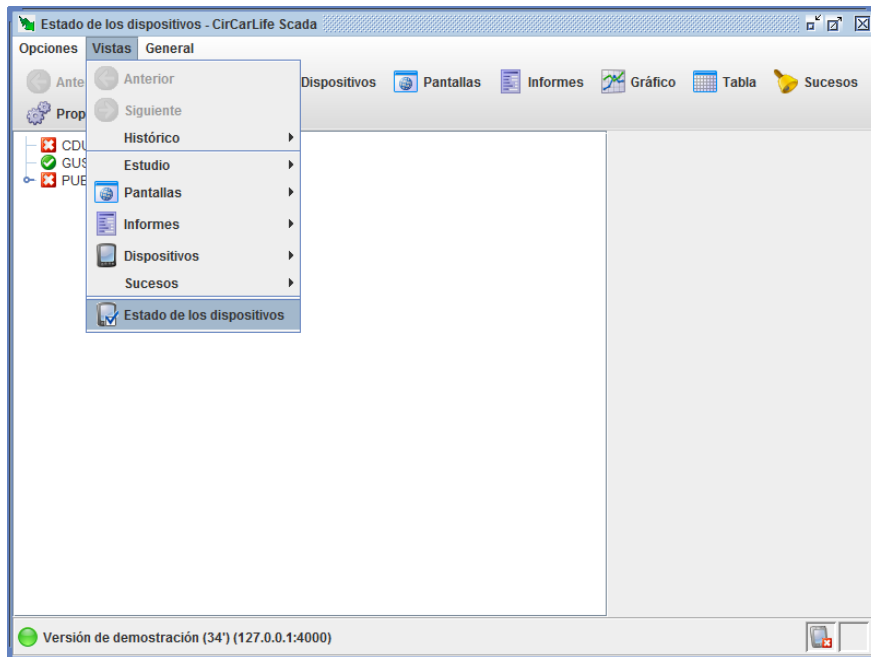 Estado de los dispositivos - CirCarLife Scada
Opciones Vistas General
Ante Anterior Dispositivos Pantallas Informes Gráfico Tabla Sucesos
Prop Siguiente
Histórico
CDU
GUS Estudio
PUE Pantallas
Informes
Dispositivos
Sucesos
Estado de los dispositivos
Versión de demostración (34') (127.0.0.1:4000)